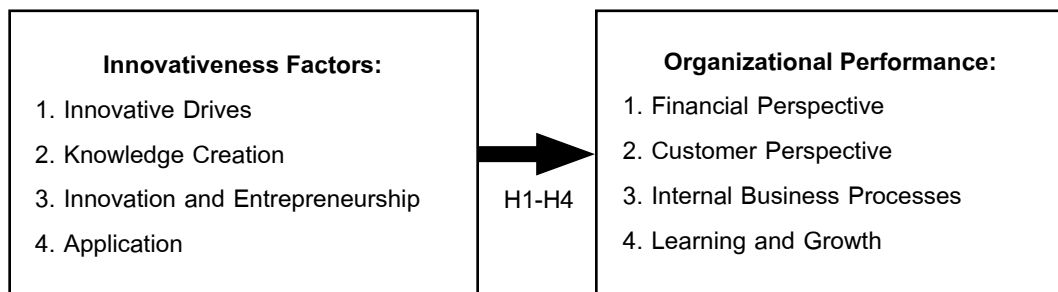 Innovativeness Factors:
1. Innovative Drives
2. Knowledge Creation
3. Innovation and Entrepreneurship
4. Application
H1-H4
Organizational Performance:
1. Financial Perspective
2. Customer Perspective
3. Internal Business Processes
4. Learning and Growth